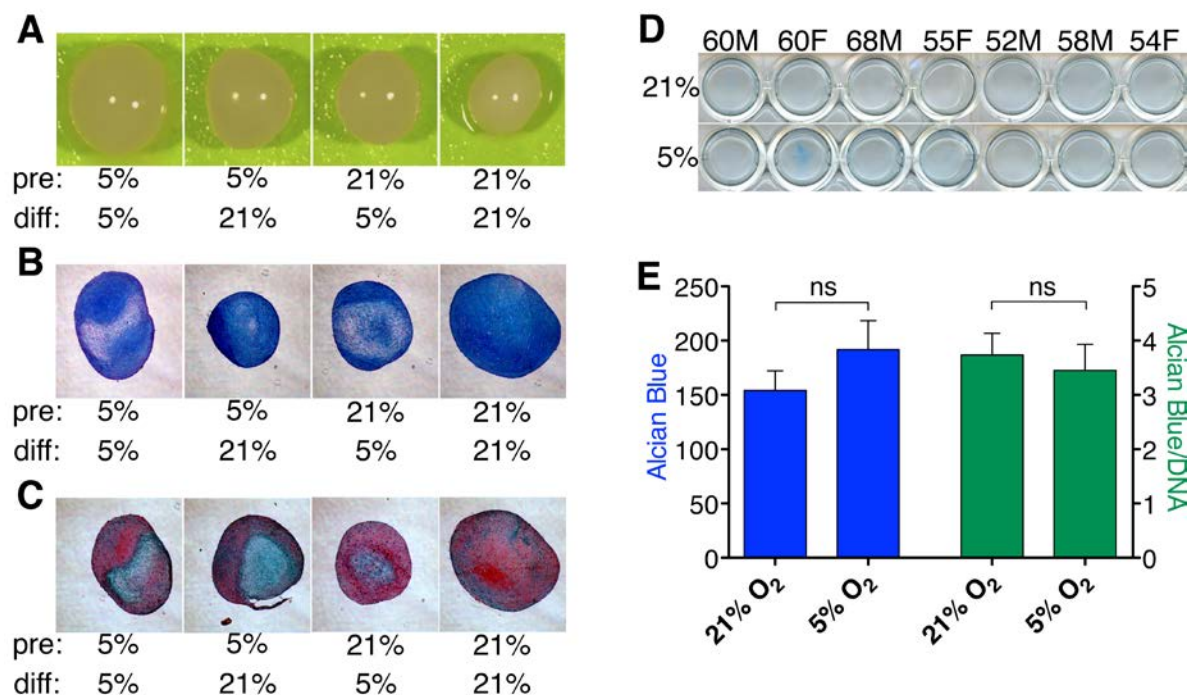 A
pre: 5% 5% 21% 21%
diff: 5% 21% 5% 21%
B
pre: 5% 5% 21% 21%
diff: 5% 21% 5% 21%
C
pre: 5% 5% 21% 21%
diff: 5% 21% 5% 21%
D
60M 60F 68M 55F 52M 58M 54F
21%
5%
E
ns ns
250
200
150
100
50
0
Alcian Blue
5
4
3
2
1
0
Alcian Blue/DNA
21% O₂ 5% O₂ 21% O₂ 5% O₂